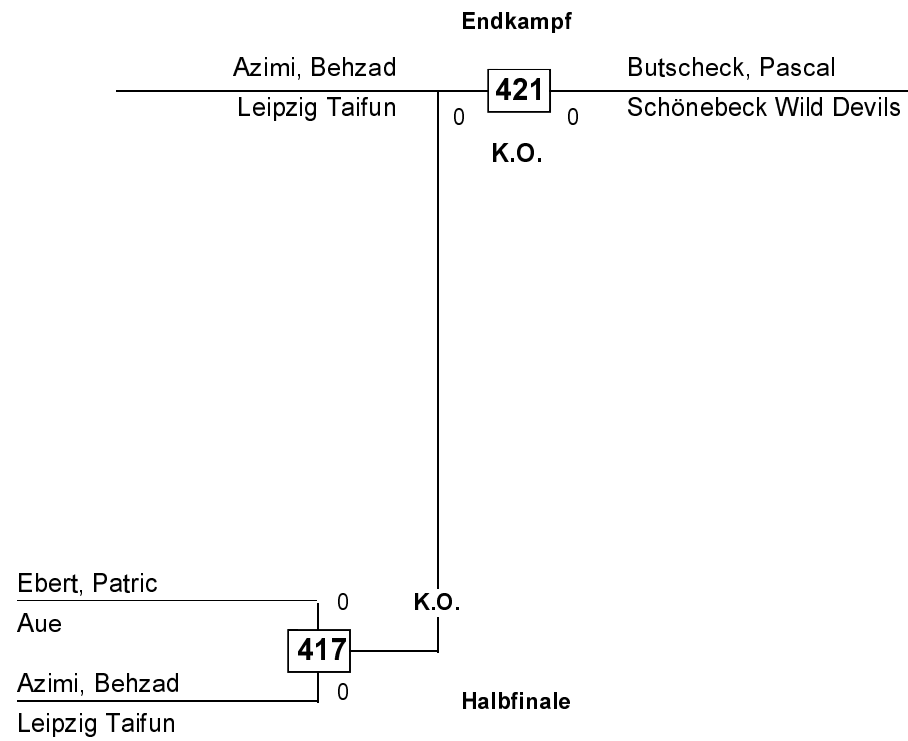 Endkampf
Azimi, Behzad
421
Butscheck, Pascal
Leipzig Taifun
0
0
Schönebeck Wild Devils
K.O.
Ebert, Patric
0
K.O.
Aue
417
Azimi, Behzad
0
Halbfinale
Leipzig Taifun